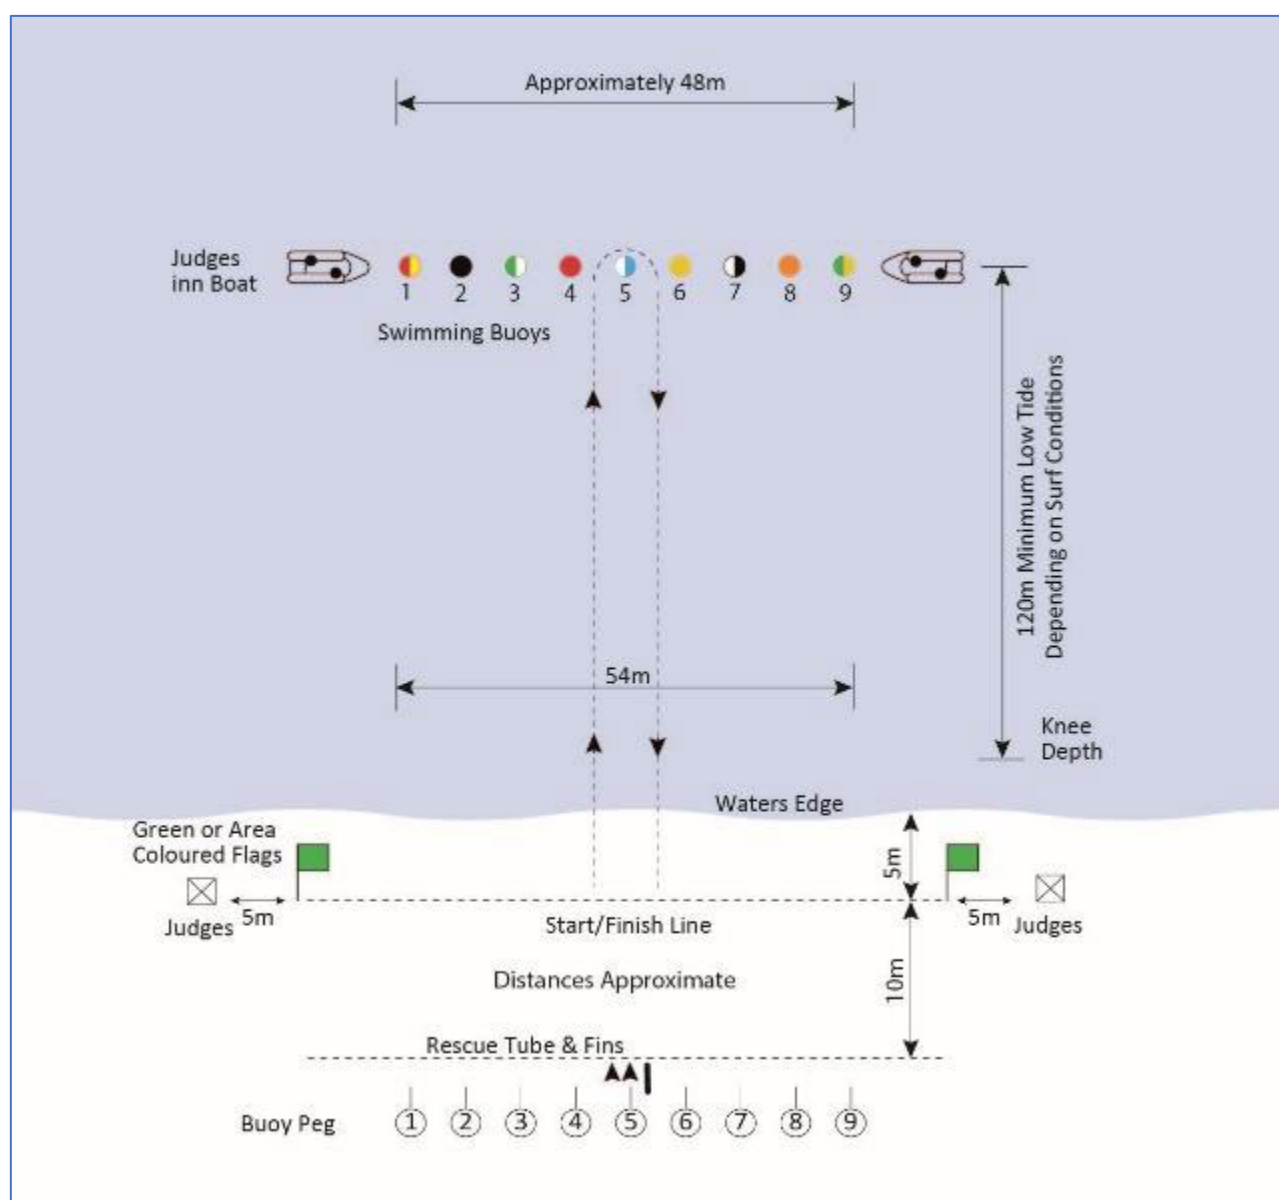 Approximately 48m
Judges
inn Boat
1 2 3 4 5 6 7 8 9
Swimming Buoys
120m Minimum Low Tide
Depending on Surf Conditions
54m
Knee
Depth
Waters Edge
Green or Area
Coloured Flags
5m
Judges
5m
5m
Judges
Start/Finish Line
Distances Approximate
10m
Rescue Tube & Fins
Buoy Peg
1 2 3 4 5 6 7 8 9